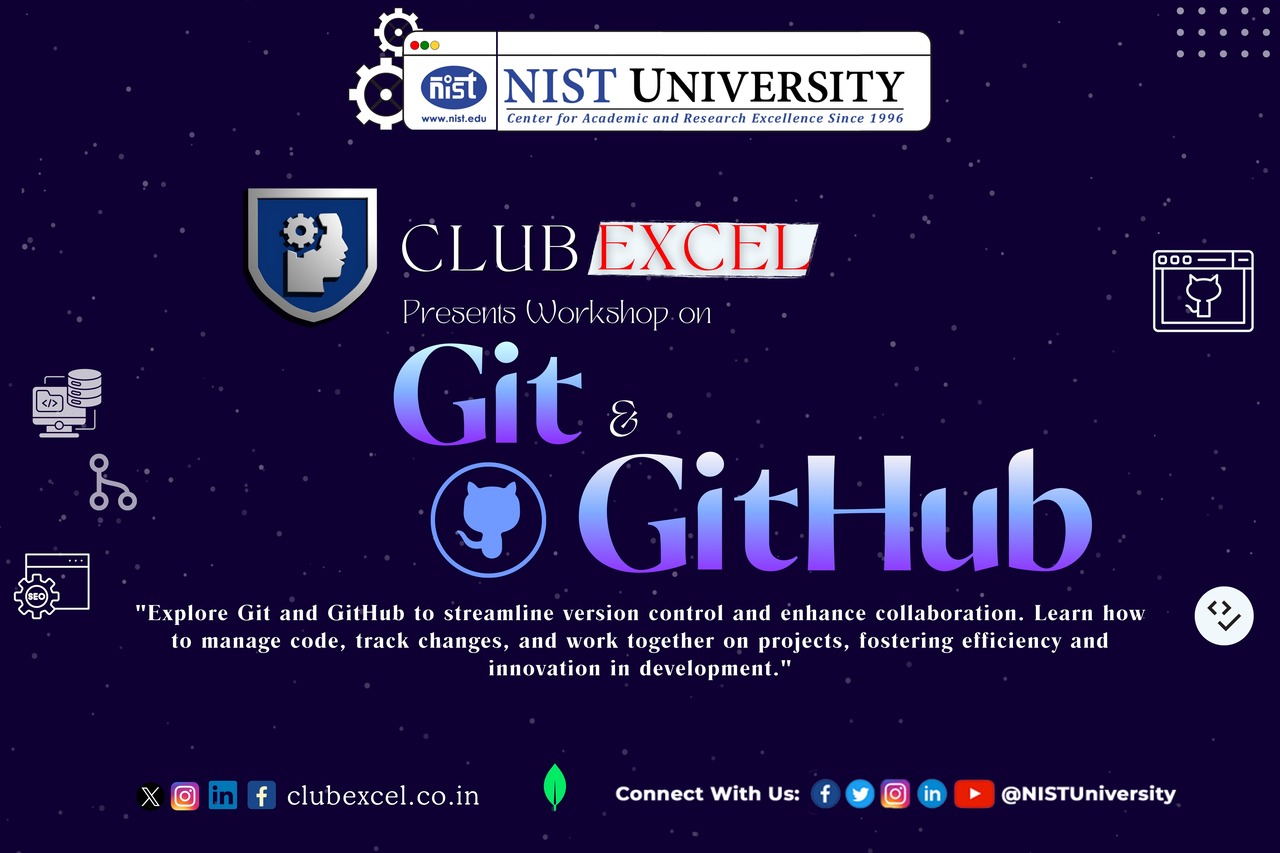 nist
www.nist.edu
NIST UNIVERSITY
Center for Academic and Research Excellence Since 1996
CLUB EXCEL
Presents Workshop on
Git
&
GitHub
SEO
"Explore Git and GitHub to streamline version control and enhance collaboration. Learn how
to manage code, track changes, and work together on projects, fostering efficiency and
innovation in development."
clubexcel.co.in
Connect With Us: @NISTUniversity